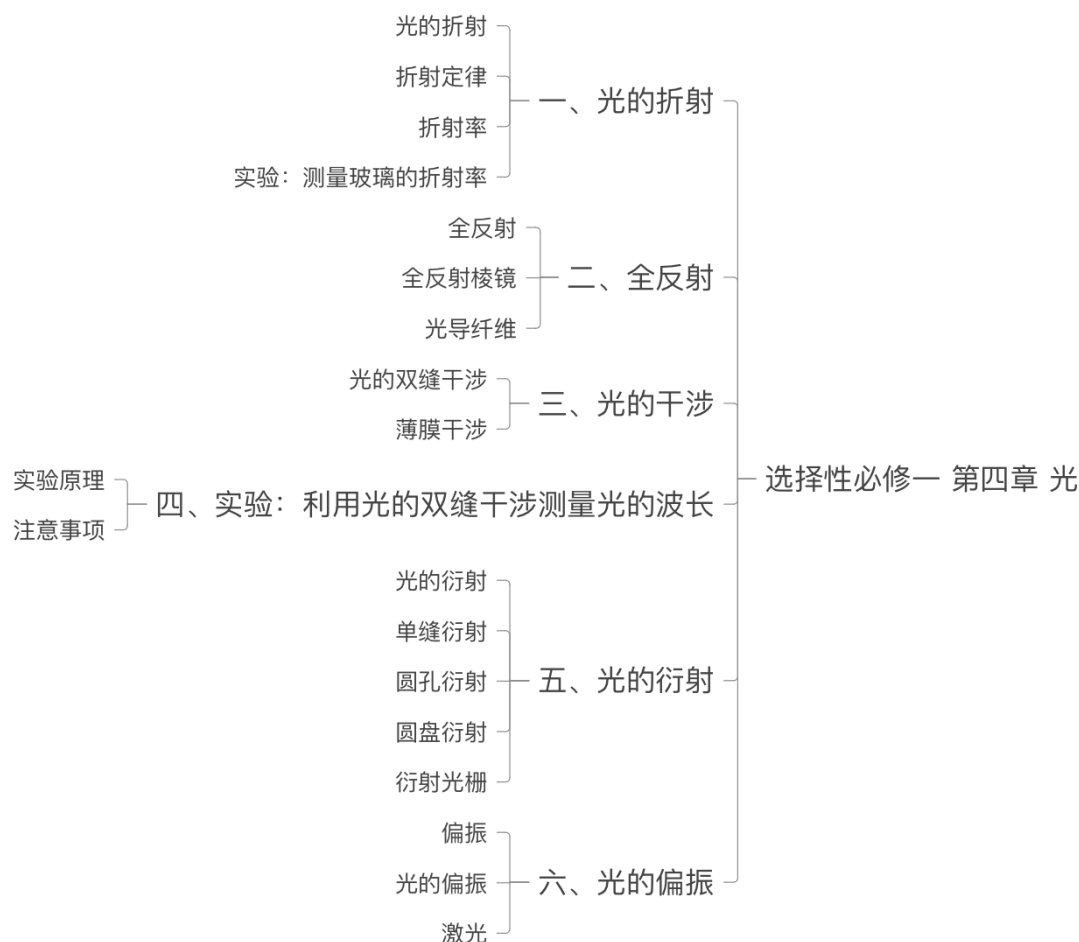 选择性必修一 第四章 光
一、光的折射
光的折射
折射定律
折射率
实验：测量玻璃的折射率
二、全反射
全反射
全反射棱镜
光导纤维
三、光的干涉
光的双缝干涉
薄膜干涉
四、实验：利用光的双缝干涉测量光的波长
实验原理
注意事项
五、光的衍射
光的衍射
单缝衍射
圆孔衍射
圆盘衍射
衍射光栅
六、光的偏振
偏振
光的偏振
激光